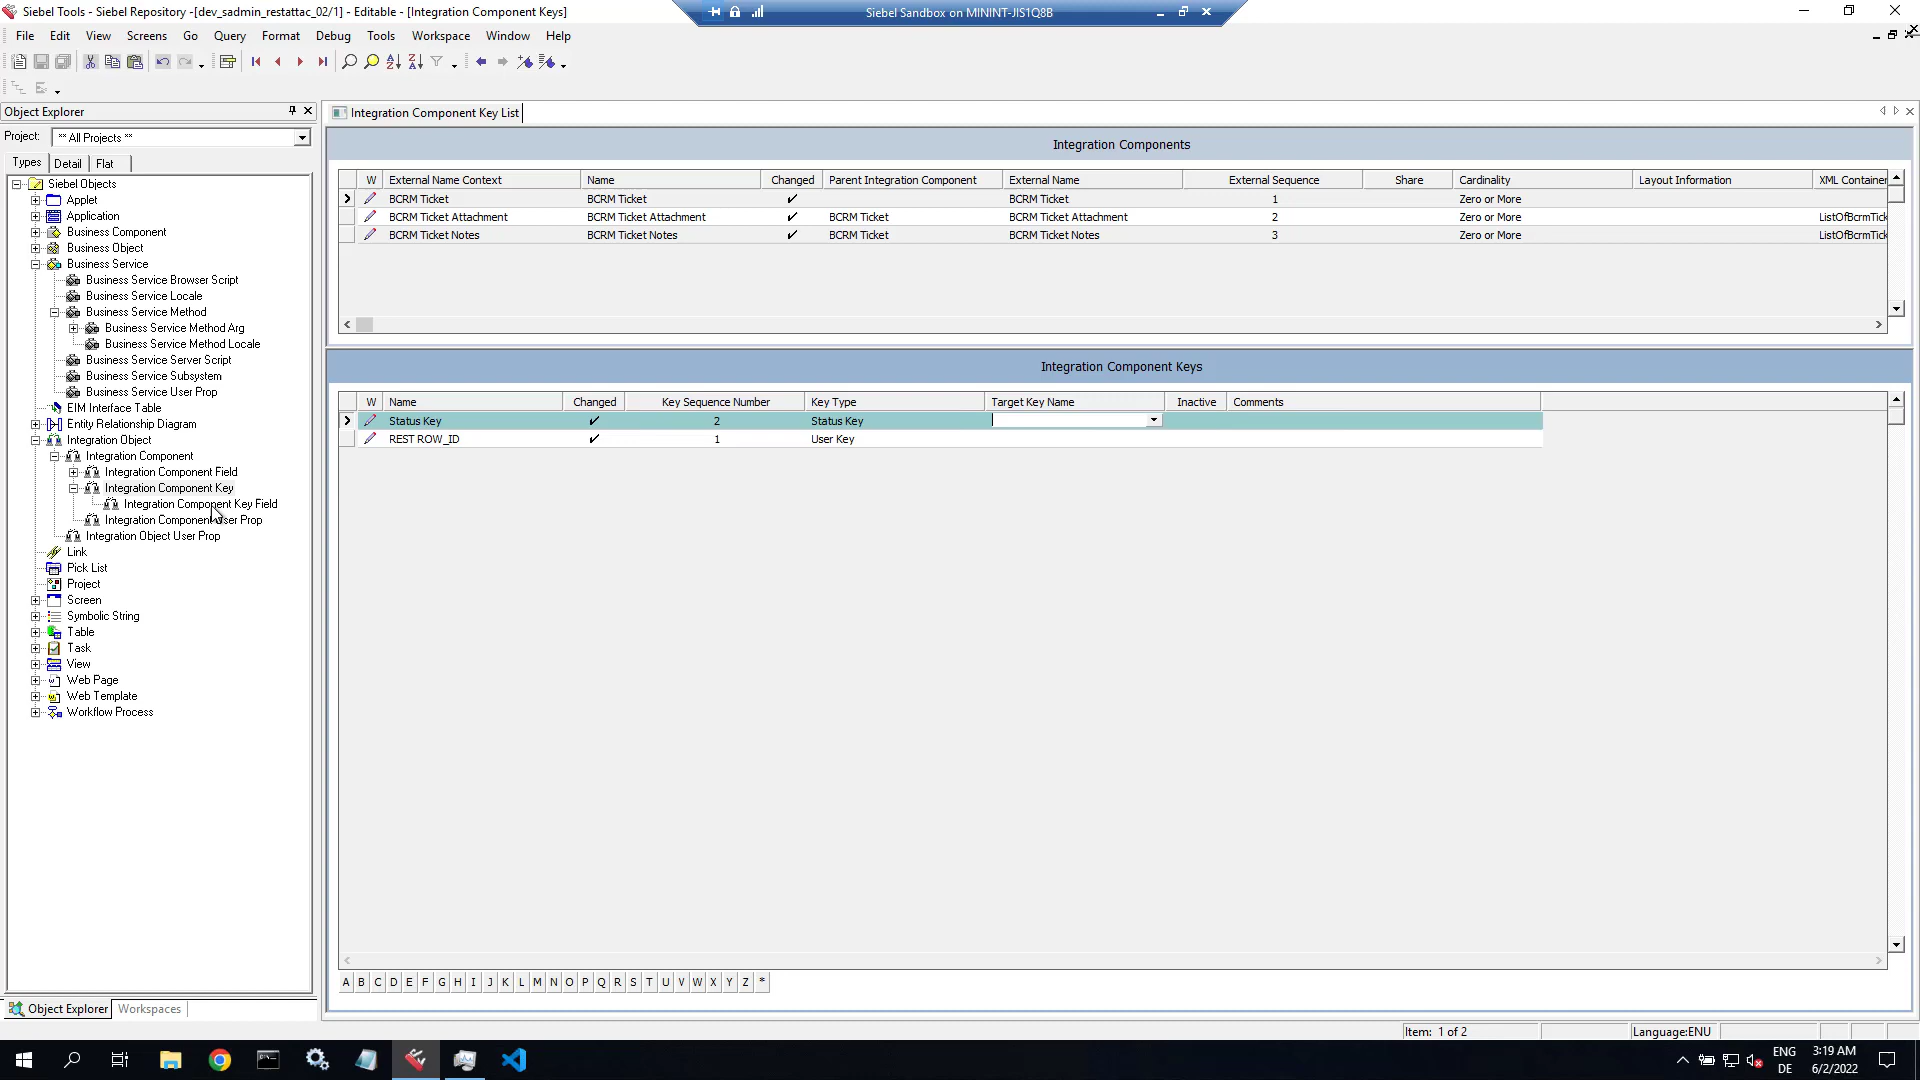 Siebel Tools - Siebel Repository -[dev_sadmin_restattac_02/1] - Editable - [Integration Component Keys]
Siebel Sandbox on MININT-JIS1Q8B
File Edit View Screens Go Query Format Debug Tools Workspace Window Help
Object Explorer
Project: ** All Projects **
Types Detail Flat
Siebel Objects
Applet
Application
Business Component
Business Object
Business Service
Business Service Browser Script
Business Service Locale
Business Service Method
Business Service Method Arg
Business Service Method Locale
Business Service Server Script
Business Service Subsystem
Business Service User Prop
EIM Interface Table
Entity Relationship Diagram
Integration Object
Integration Component
Integration Component Field
Integration Component Key
Integration Component Key Field
Integration Component User Prop
Integration Object User Prop
Link
Pick List
Project
Screen
Symbolic String
Table
Task
View
Web Page
Web Template
Workflow Process
Object Explorer Workspaces
Integration Component Key List
Integration Components
W External Name Context Name Changed Parent Integration Component External Name External Sequence Share Cardinality Layout Information XML Container
BCRM Ticket BCRM Ticket ✓ BCRM Ticket 1 Zero or More
BCRM Ticket Attachment BCRM Ticket Attachment ✓ BCRM Ticket BCRM Ticket Attachment 2 Zero or More ListOfBcrmTick
BCRM Ticket Notes BCRM Ticket Notes ✓ BCRM Ticket BCRM Ticket Notes 3 Zero or More ListOfBcrmTick
Integration Component Keys
W Name Changed Key Sequence Number Key Type Target Key Name Inactive Comments
Status Key ✓ 2 Status Key
REST ROW_ID ✓ 1 User Key
A B C D E F G H I J K L M N O P Q R S T U V W X Y Z *
Item: 1 of 2
Language:ENU
ENG
DE
3:19 AM
6/2/2022